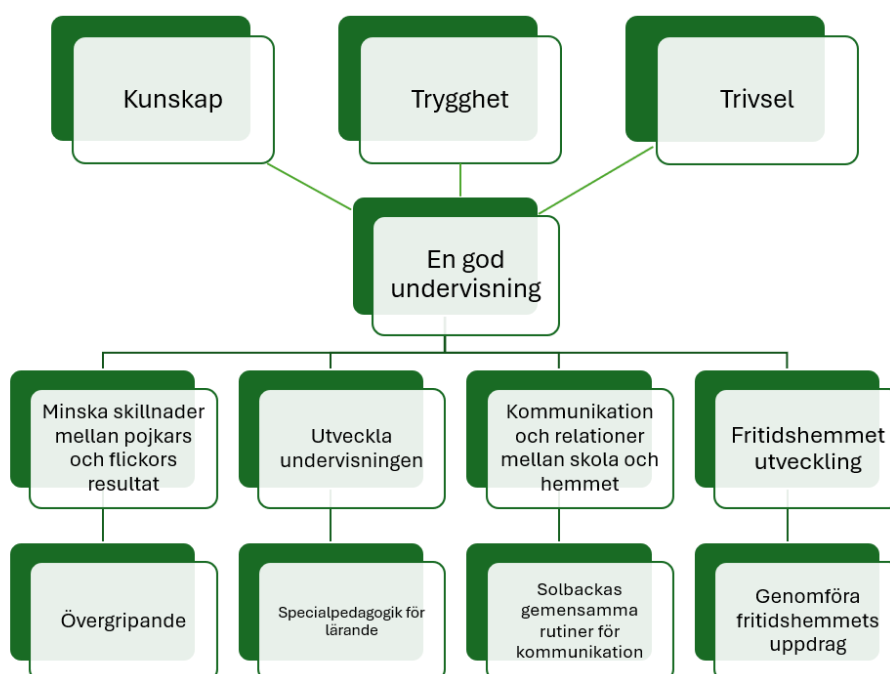 Kunskap
Trygghet
Trivsel
En god
undervisning
Minska skillnader
mellan pojkars
och flickors
resultat
Utveckla
undervisningen
Kommunikation
och relationer
mellan skola och
hemmet
Fritidshemmet
utveckling
Övergripande
Specialpedagogik för
lärande
Solbackas
gemensamma
rutiner för
kommunikation
Genomföra
fritidshemmets
uppdrag